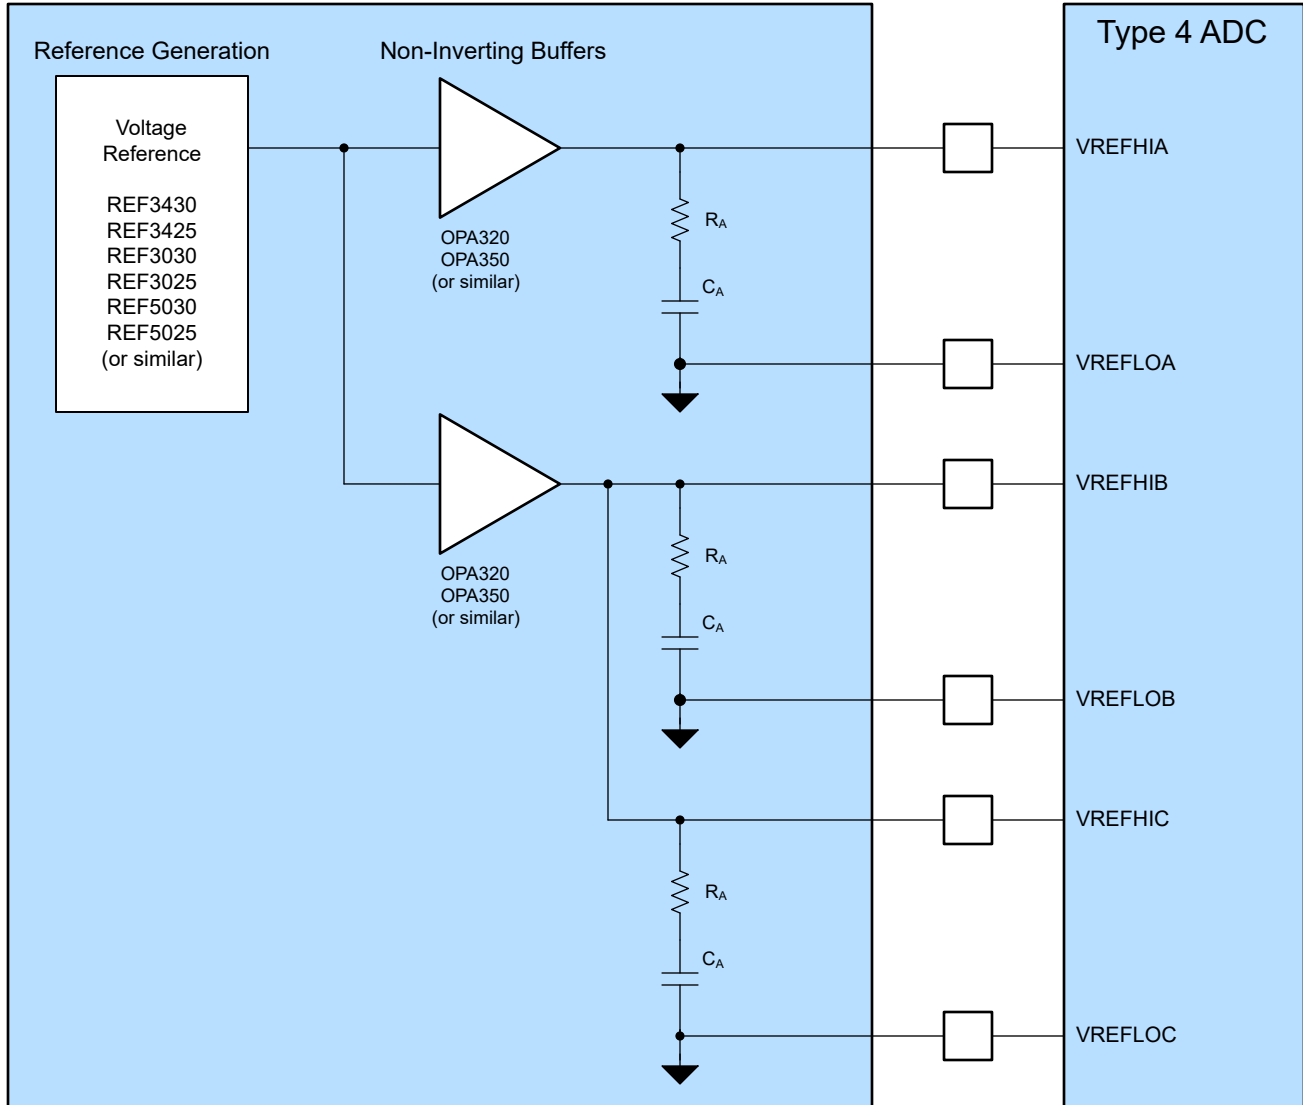 Reference Generation
Non-Inverting Buffers
Type 4 ADC
Voltage
Reference
REF3430
REF3425
REF3030
REF3025
REF5030
REF5025
(or similar)
OPA320
OPA350
(or similar)
RA
CA
VREFHIA
VREFLOA
OPA320
OPA350
(or similar)
RA
CA
VREFHIB
VREFLOB
RA
CA
VREFHIC
VREFLOC